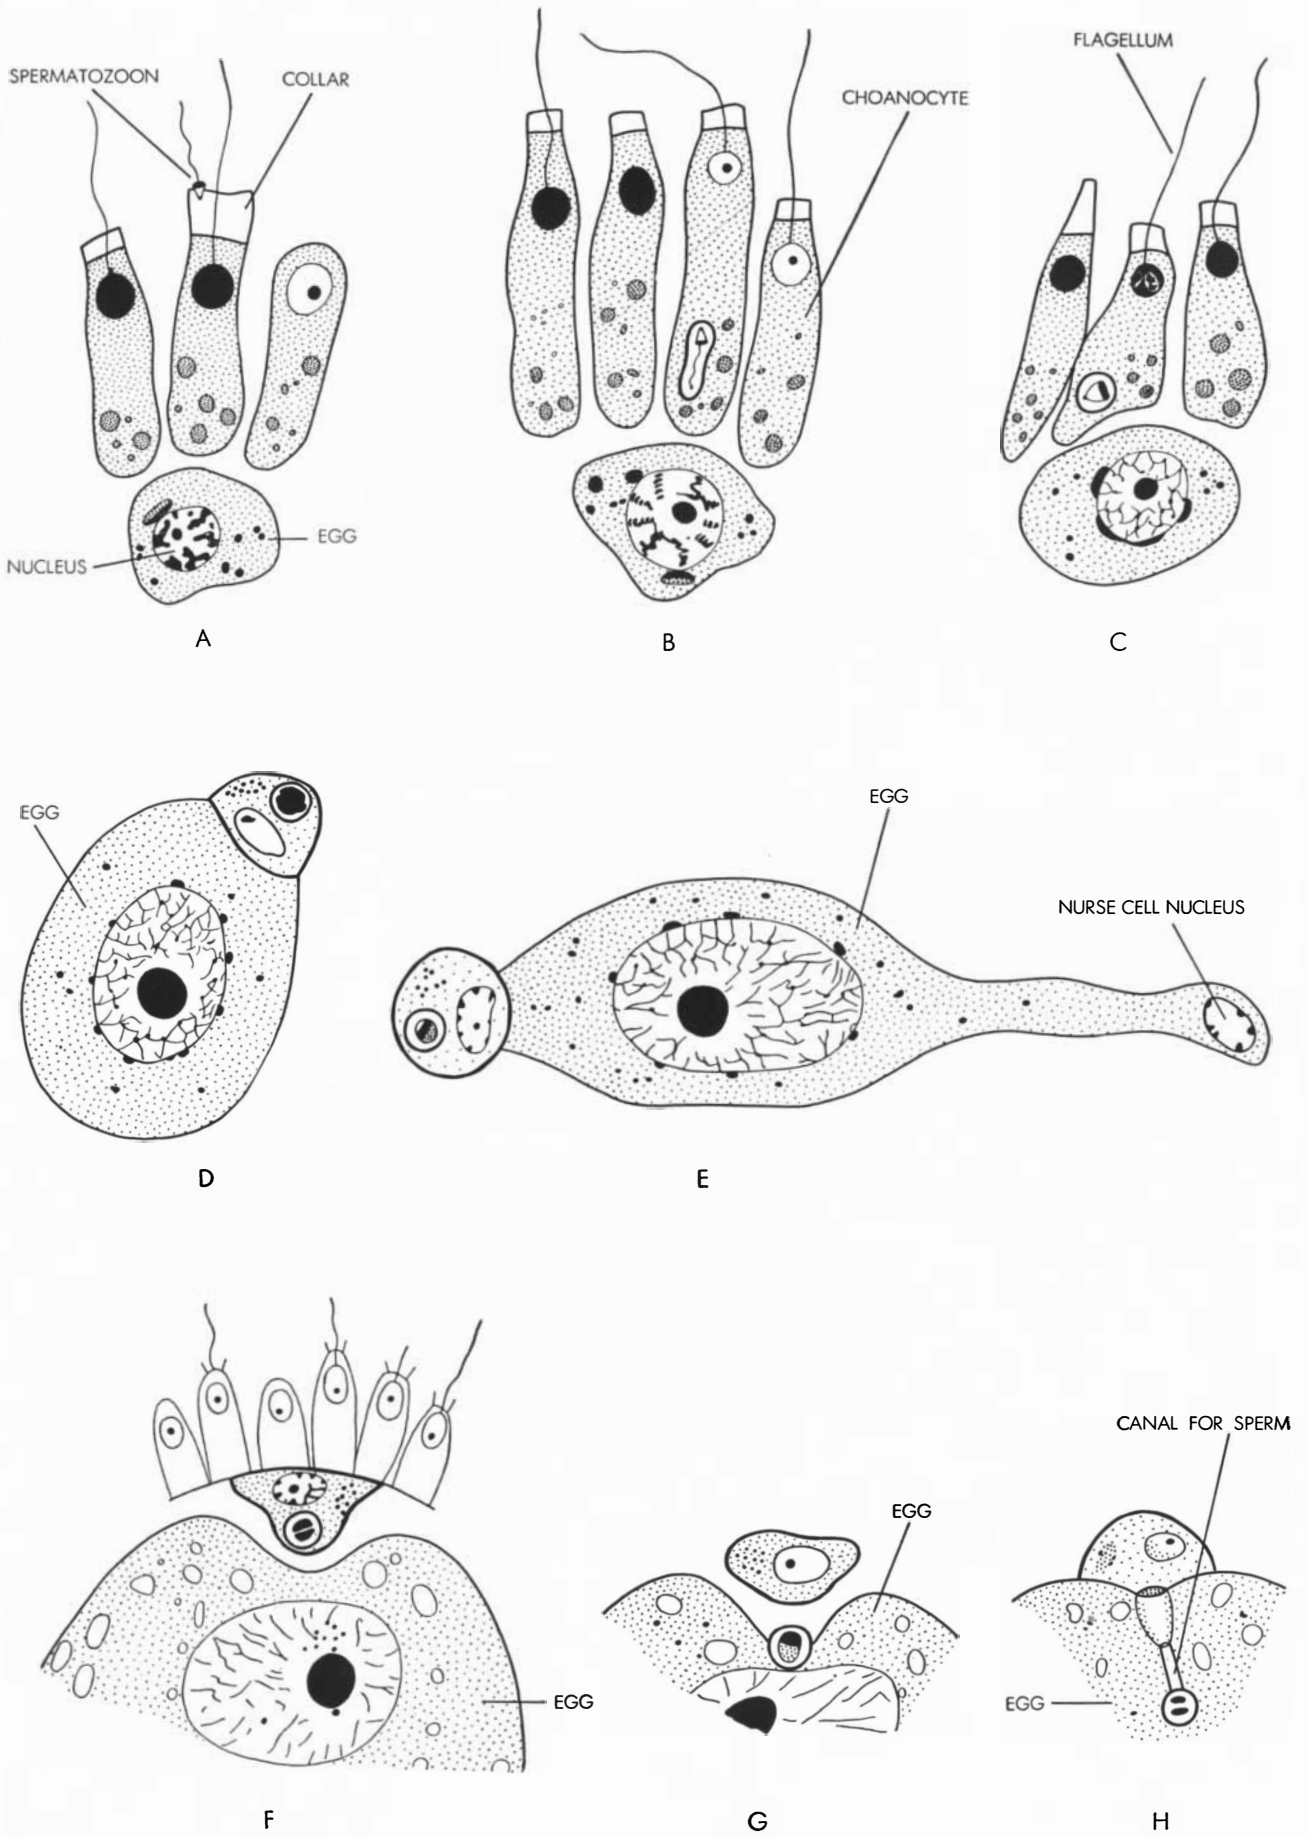 FLAGELLUM
SPERMATOZOON
COLLAR
CHOANOCYTE
EGG
NUCLEUS
A
B
C
EGG
EGG
NURSE CELL NUCLEUS
D
E
CANAL FOR SPERM
EGG
EGG
EGG
F
G
H